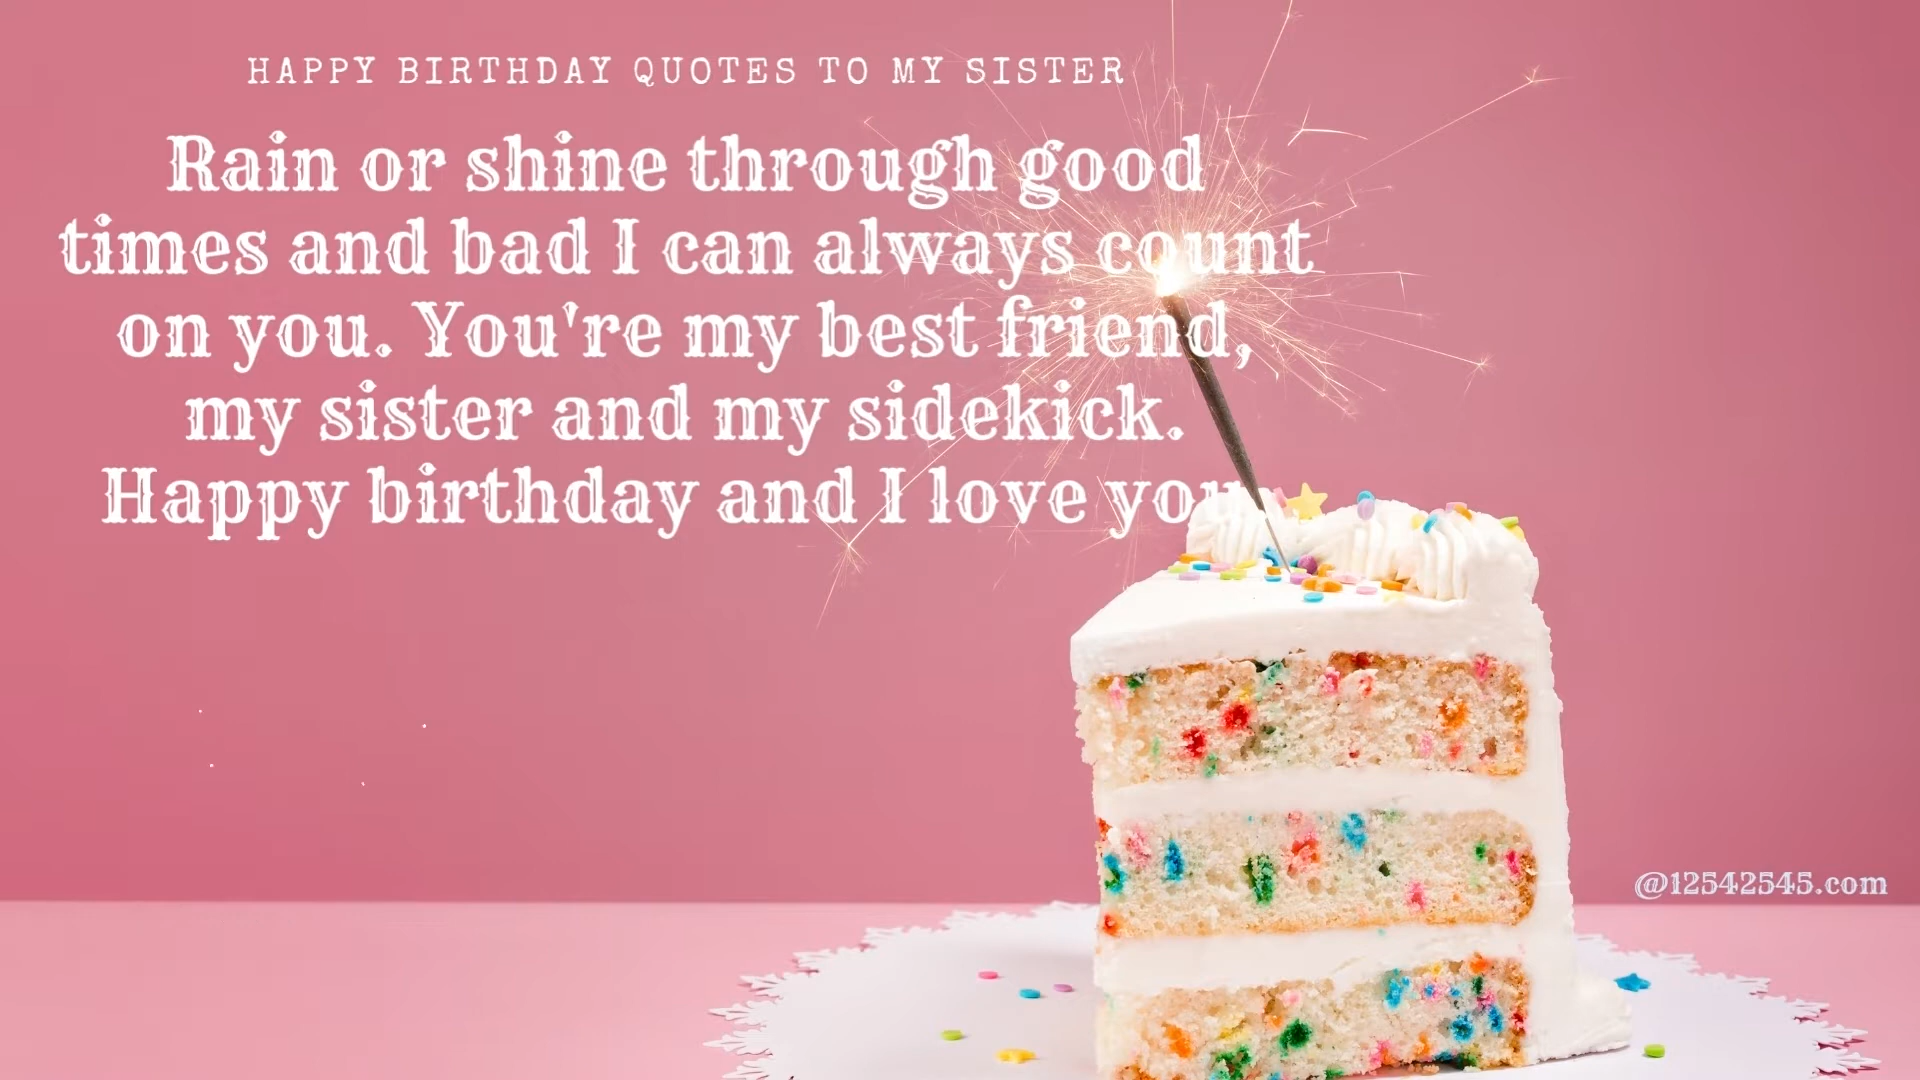 HAPPY BIRTHDAY QUOTES TO MY SISTER
Rain or shine through good
times and bad I can always count
on you. You're my best friend,
my sister and my sidekick.
Happy birthday and I love you
@12542545.com